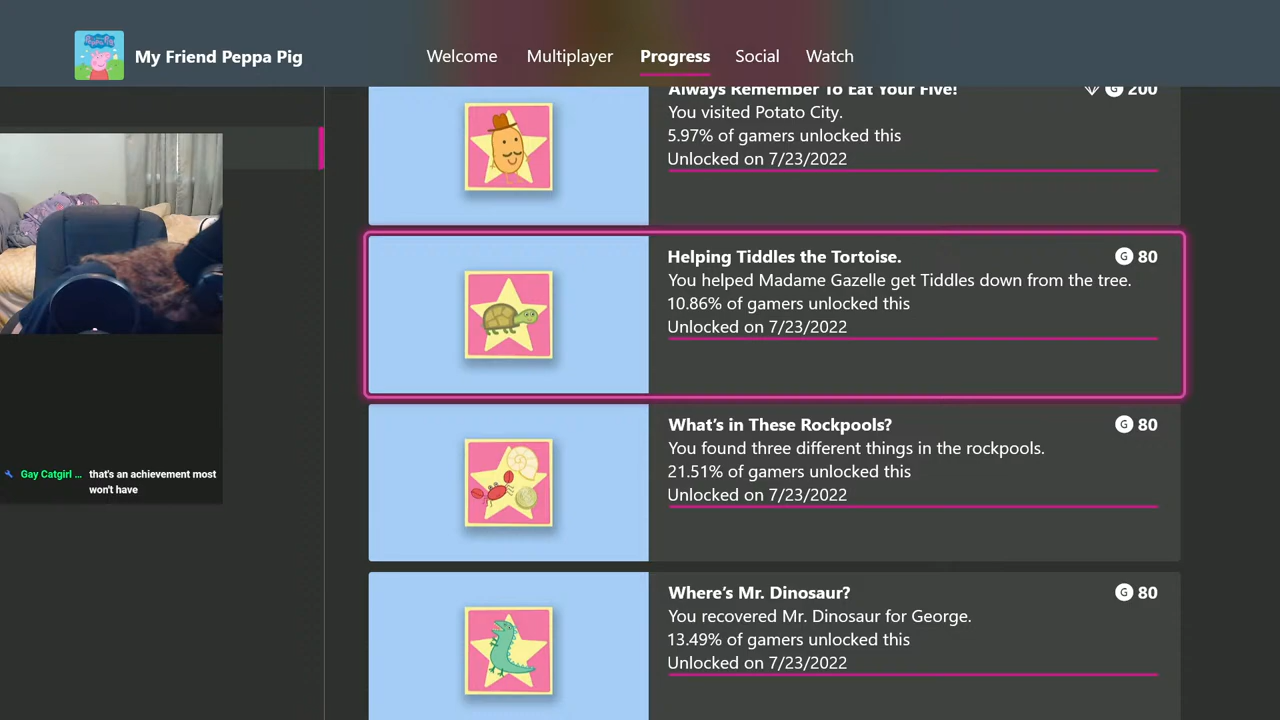 My Friend Peppa Pig
Welcome
Multiplayer
Progress
Social
Watch
Always Remember To Eat Your Five!
G 200
You visited Potato City.
5.97% of gamers unlocked this
Unlocked on 7/23/2022
Helping Tiddles the Tortoise.
G 80
You helped Madame Gazelle get Tiddles down from the tree.
10.86% of gamers unlocked this
Unlocked on 7/23/2022
What's in These Rockpools?
G 80
You found three different things in the rockpools.
21.51% of gamers unlocked this
Unlocked on 7/23/2022
Where's Mr. Dinosaur?
G 80
You recovered Mr. Dinosaur for George.
13.49% of gamers unlocked this
Unlocked on 7/23/2022
Gay Catgirl ... that's an achievement most
won't have
Peppa Pig